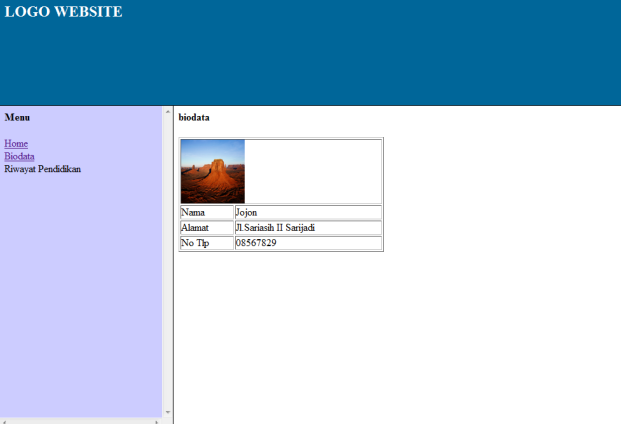 LOGO WEBSITE
Menu
Home
Biodata
Riwayat Pendidikan
biodata
Nama Jojon
Alamat Jl.Sariasih II Sarijadi
No Tlp 08567829